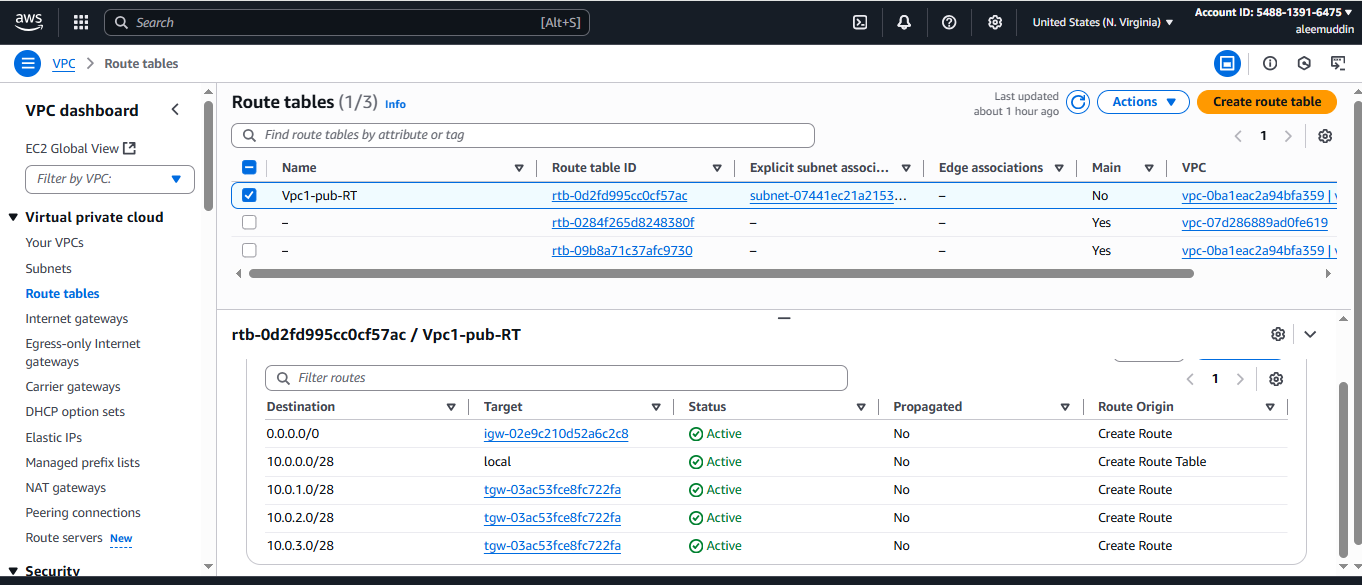 aws
Search [Alt+S]
United States (N. Virginia)
Account ID: 5488-1391-6475
aleemuddin
VPC > Route tables
VPC dashboard
EC2 Global View
Filter by VPC:
Virtual private cloud
Your VPCs
Subnets
Route tables
Internet gateways
Egress-only Internet
gateways
Carrier gateways
DHCP option sets
Elastic IPs
Managed prefix lists
NAT gateways
Peering connections
Route servers New
Security
Route tables (1/3) Info
Last updated
about 1 hour ago
Actions
Create route table
Find route tables by attribute or tag
1
Name Route table ID Explicit subnet associ... Edge associations Main VPC
Vpc1-pub-RT rtb-0d2fd995cc0cf57ac subnet-07441ec21a2153... – No vpc-0ba1eac2a94bfa359 |
– rtb-0284f265d8248380f – – Yes vpc-07d286889ad0fe619
– rtb-09b8a71c37afc9730 – – Yes vpc-0ba1eac2a94bfa359 |
rtb-0d2fd995cc0cf57ac / Vpc1-pub-RT
Filter routes
1
Destination Target Status Propagated Route Origin
0.0.0.0/0 igw-02e9c210d52a6c2c8 Active No Create Route
10.0.0.0/28 local Active No Create Route Table
10.0.1.0/28 tgw-03ac53fce8fc722fa Active No Create Route
10.0.2.0/28 tgw-03ac53fce8fc722fa Active No Create Route
10.0.3.0/28 tgw-03ac53fce8fc722fa Active No Create Route